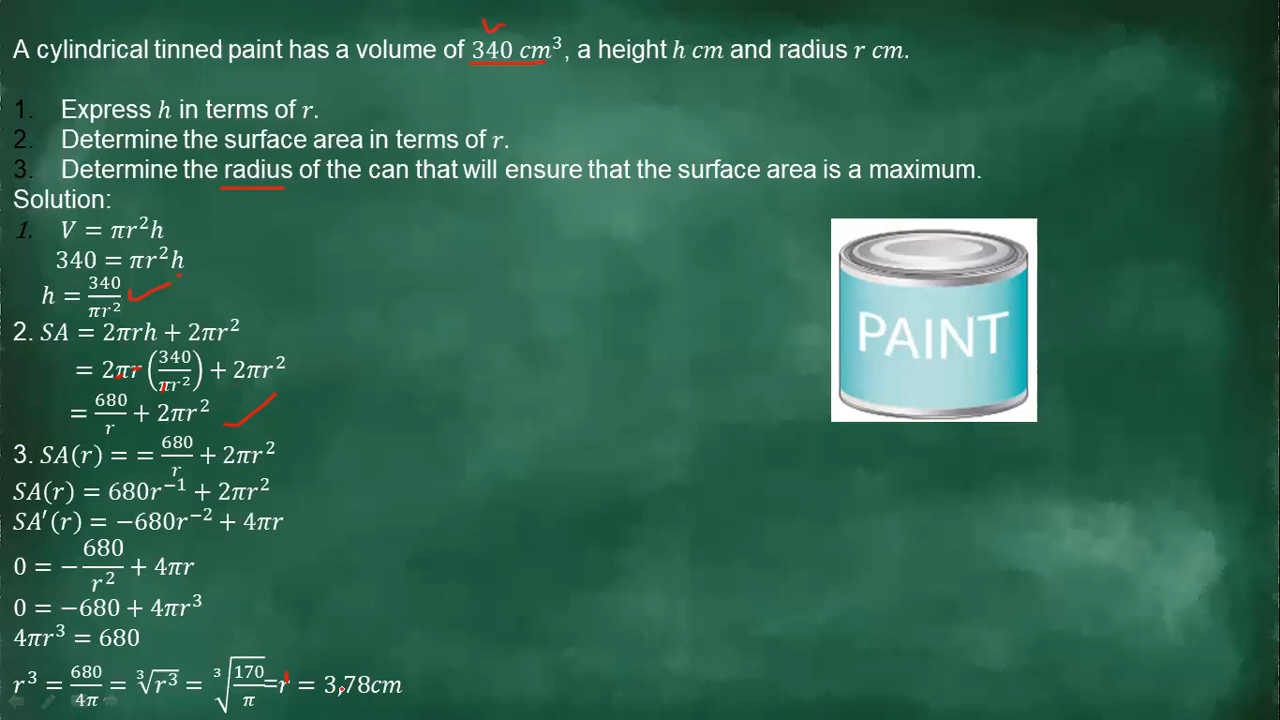 A cylindrical tinned paint has a volume of 340 cm³, a height h cm and radius r cm.
1. Express h in terms of r.
2. Determine the surface area in terms of r.
3. Determine the radius of the can that will ensure that the surface area is a maximum.
Solution:
1. V = πr²h
340 = πr²h
h = 340/πr²
PAINT
2. SA = 2πrh + 2πr²
= 2πr(340/πr²) + 2πr²
= 680/r + 2πr²
3. SA(r) = = 680/r + 2πr²
SA(r) = 680r⁻¹ + 2πr²
SA′(r) = −680r⁻² + 4πr
0 = −680/r² + 4πr
0 = −680 + 4πr³
4πr³ = 680
r³ = 680/4π = ∛r³ = ∛(170/π) =r = 3,78cm